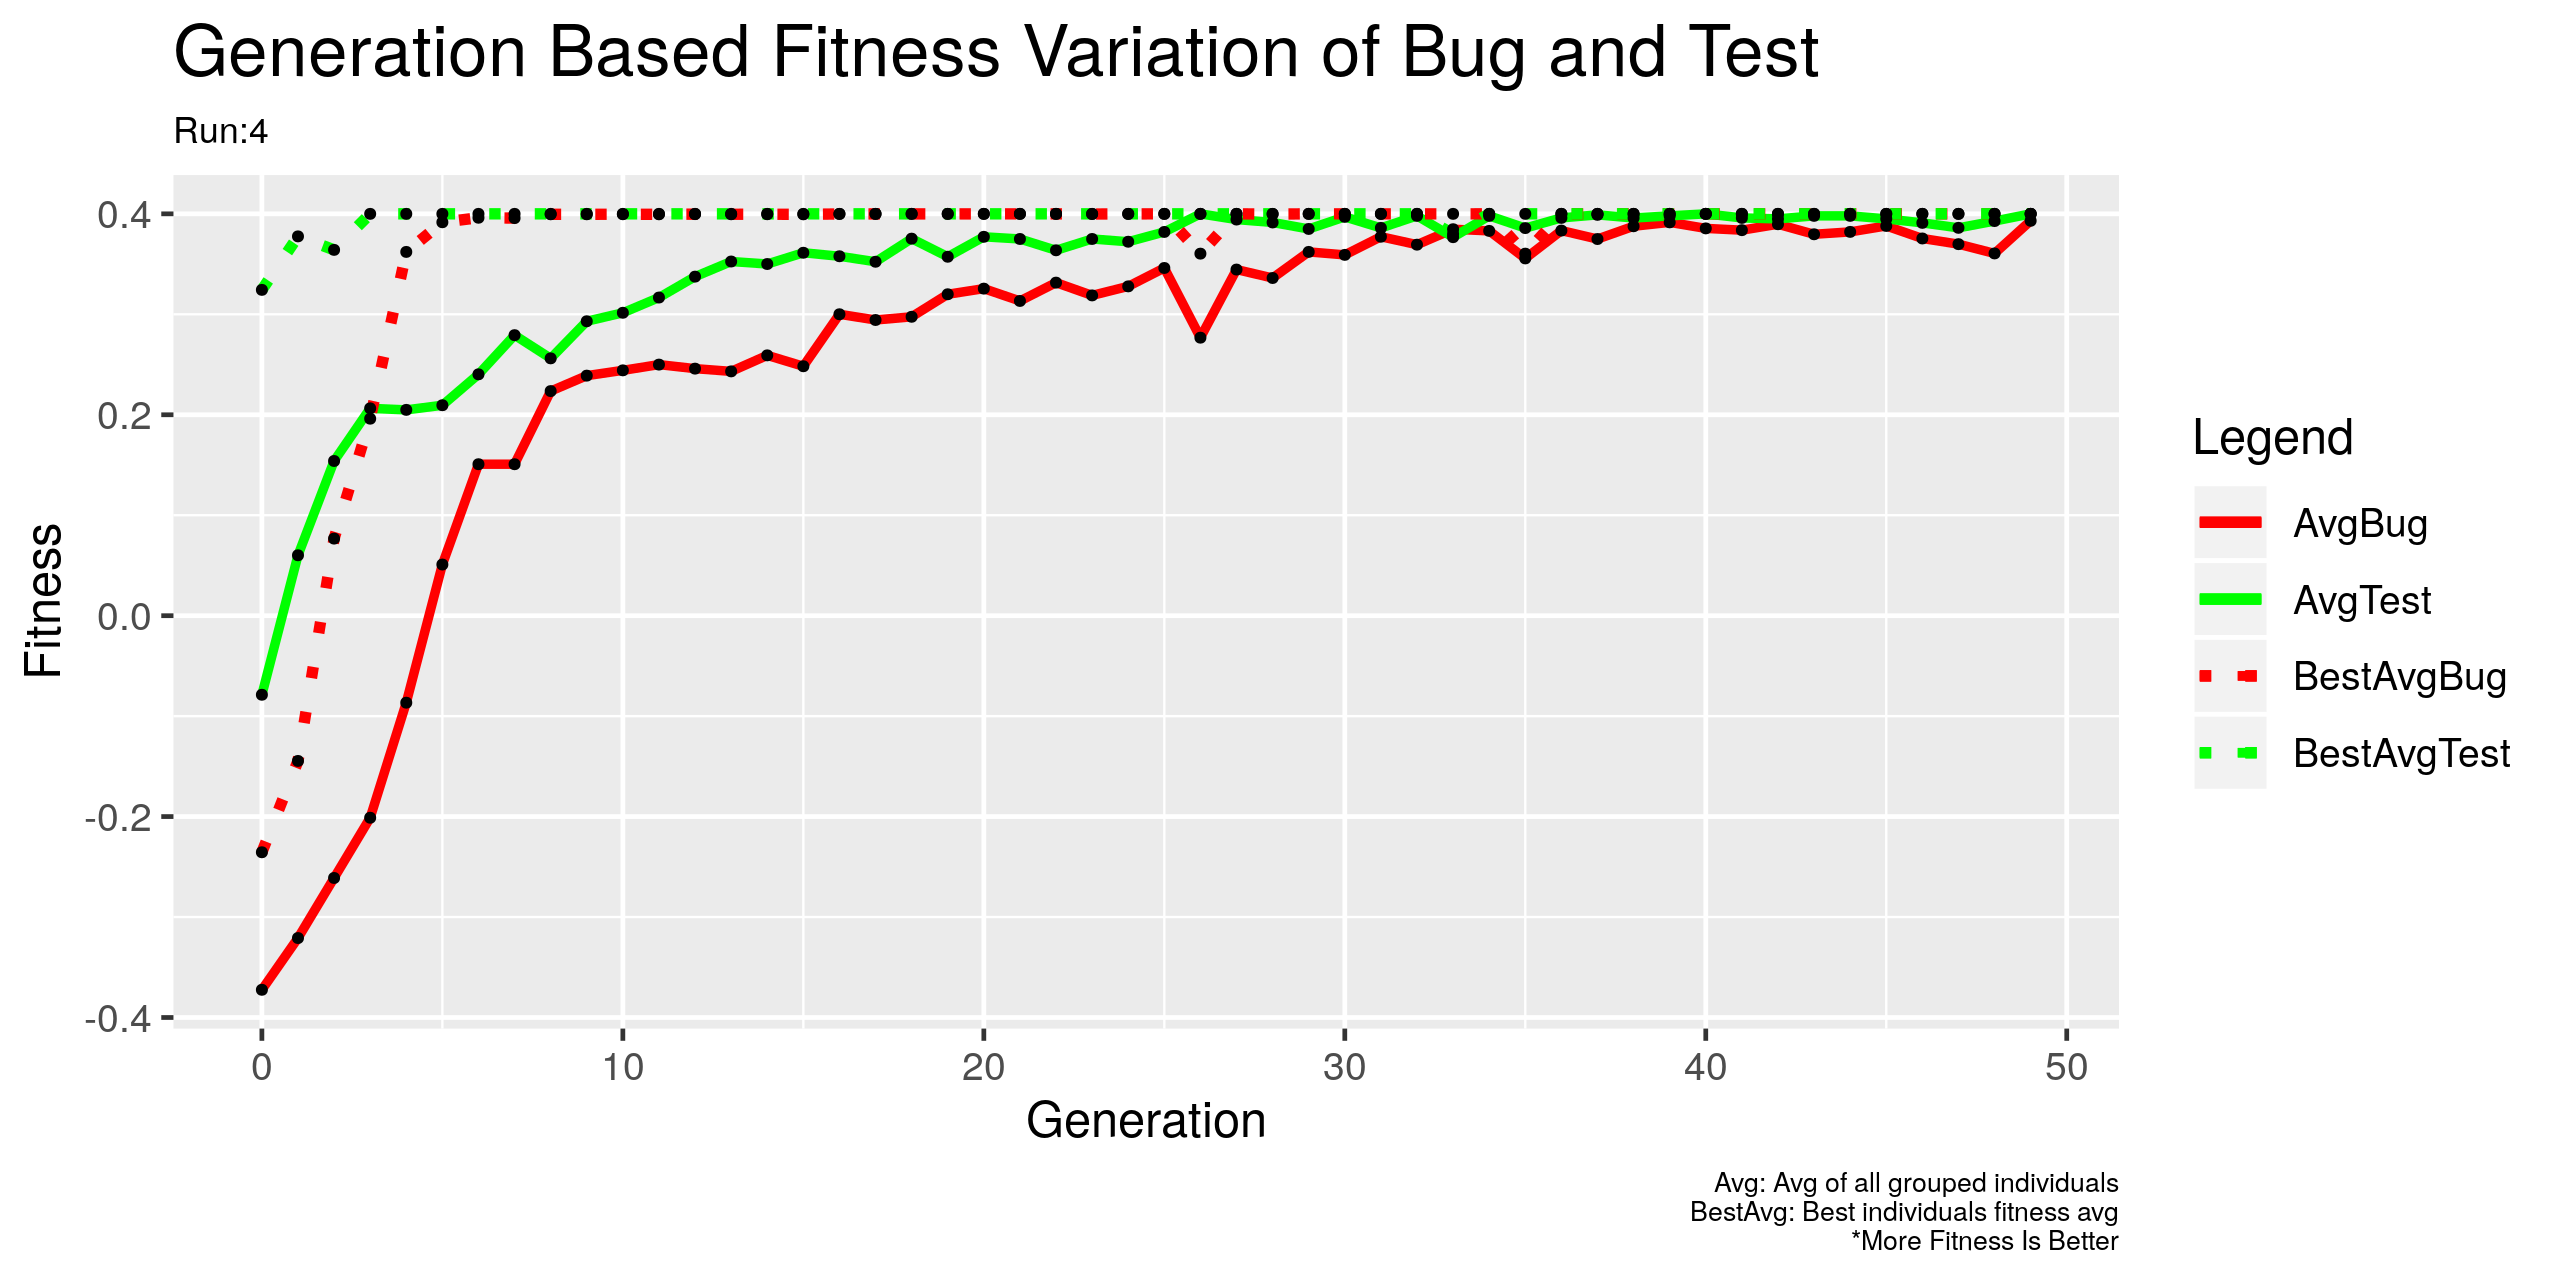 Generation Based Fitness Variation of Bug and Test
Run:4
Fitness
0.4
0.2
0.0
-0.2
-0.4
0 10 20 30 40 50
Generation
Legend
AvgBug
AvgTest
BestAvgBug
BestAvgTest
Avg: Avg of all grouped individuals
BestAvg: Best individuals fitness avg
*More Fitness Is Better